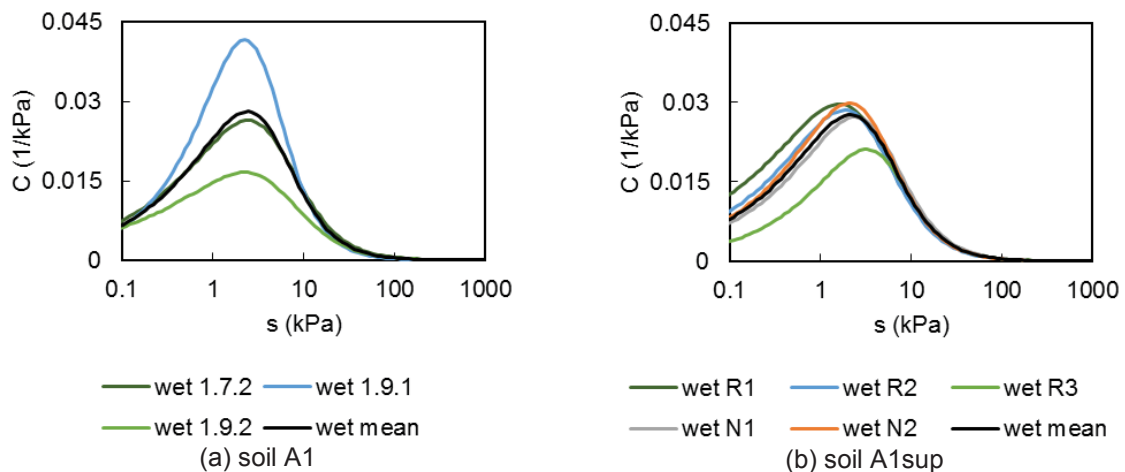 0.045
0.03
0.015
0
C (1/kPa)
0.1 1 10 100 1000
s (kPa)
wet 1.7.2 wet 1.9.1
wet 1.9.2 wet mean
(a) soil A1
0.045
0.03
0.015
0
C (1/kPa)
0.1 1 10 100 1000
s (kPa)
wet R1 wet R2 wet R3
wet N1 wet N2 wet mean
(b) soil A1sup